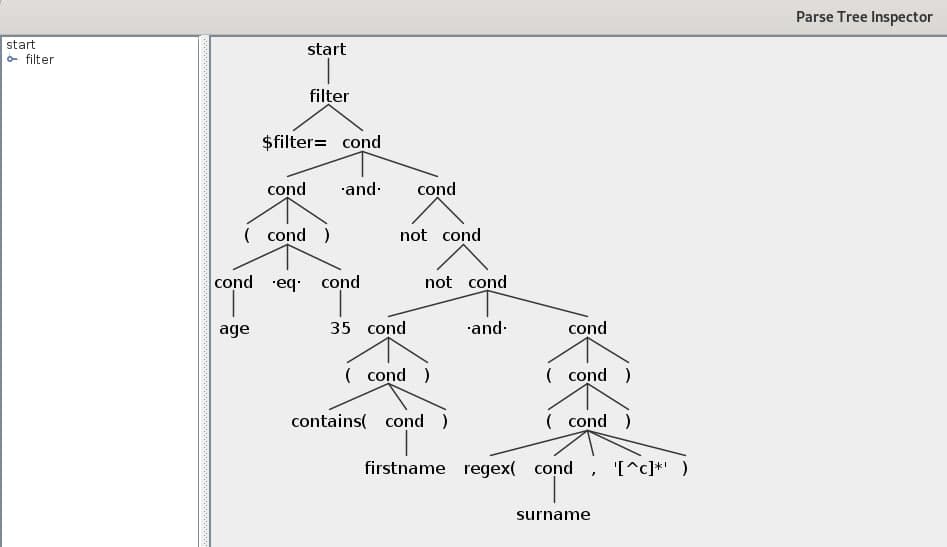 Parse Tree Inspector
start
filter
start
filter
$filter= cond
cond ·and· cond
( cond ) not cond
cond ·eq· cond not cond
age 35 cond ·and· cond
( cond ) ( cond )
contains( cond ) ( cond )
firstname regex( cond , '[^c]*' )
surname